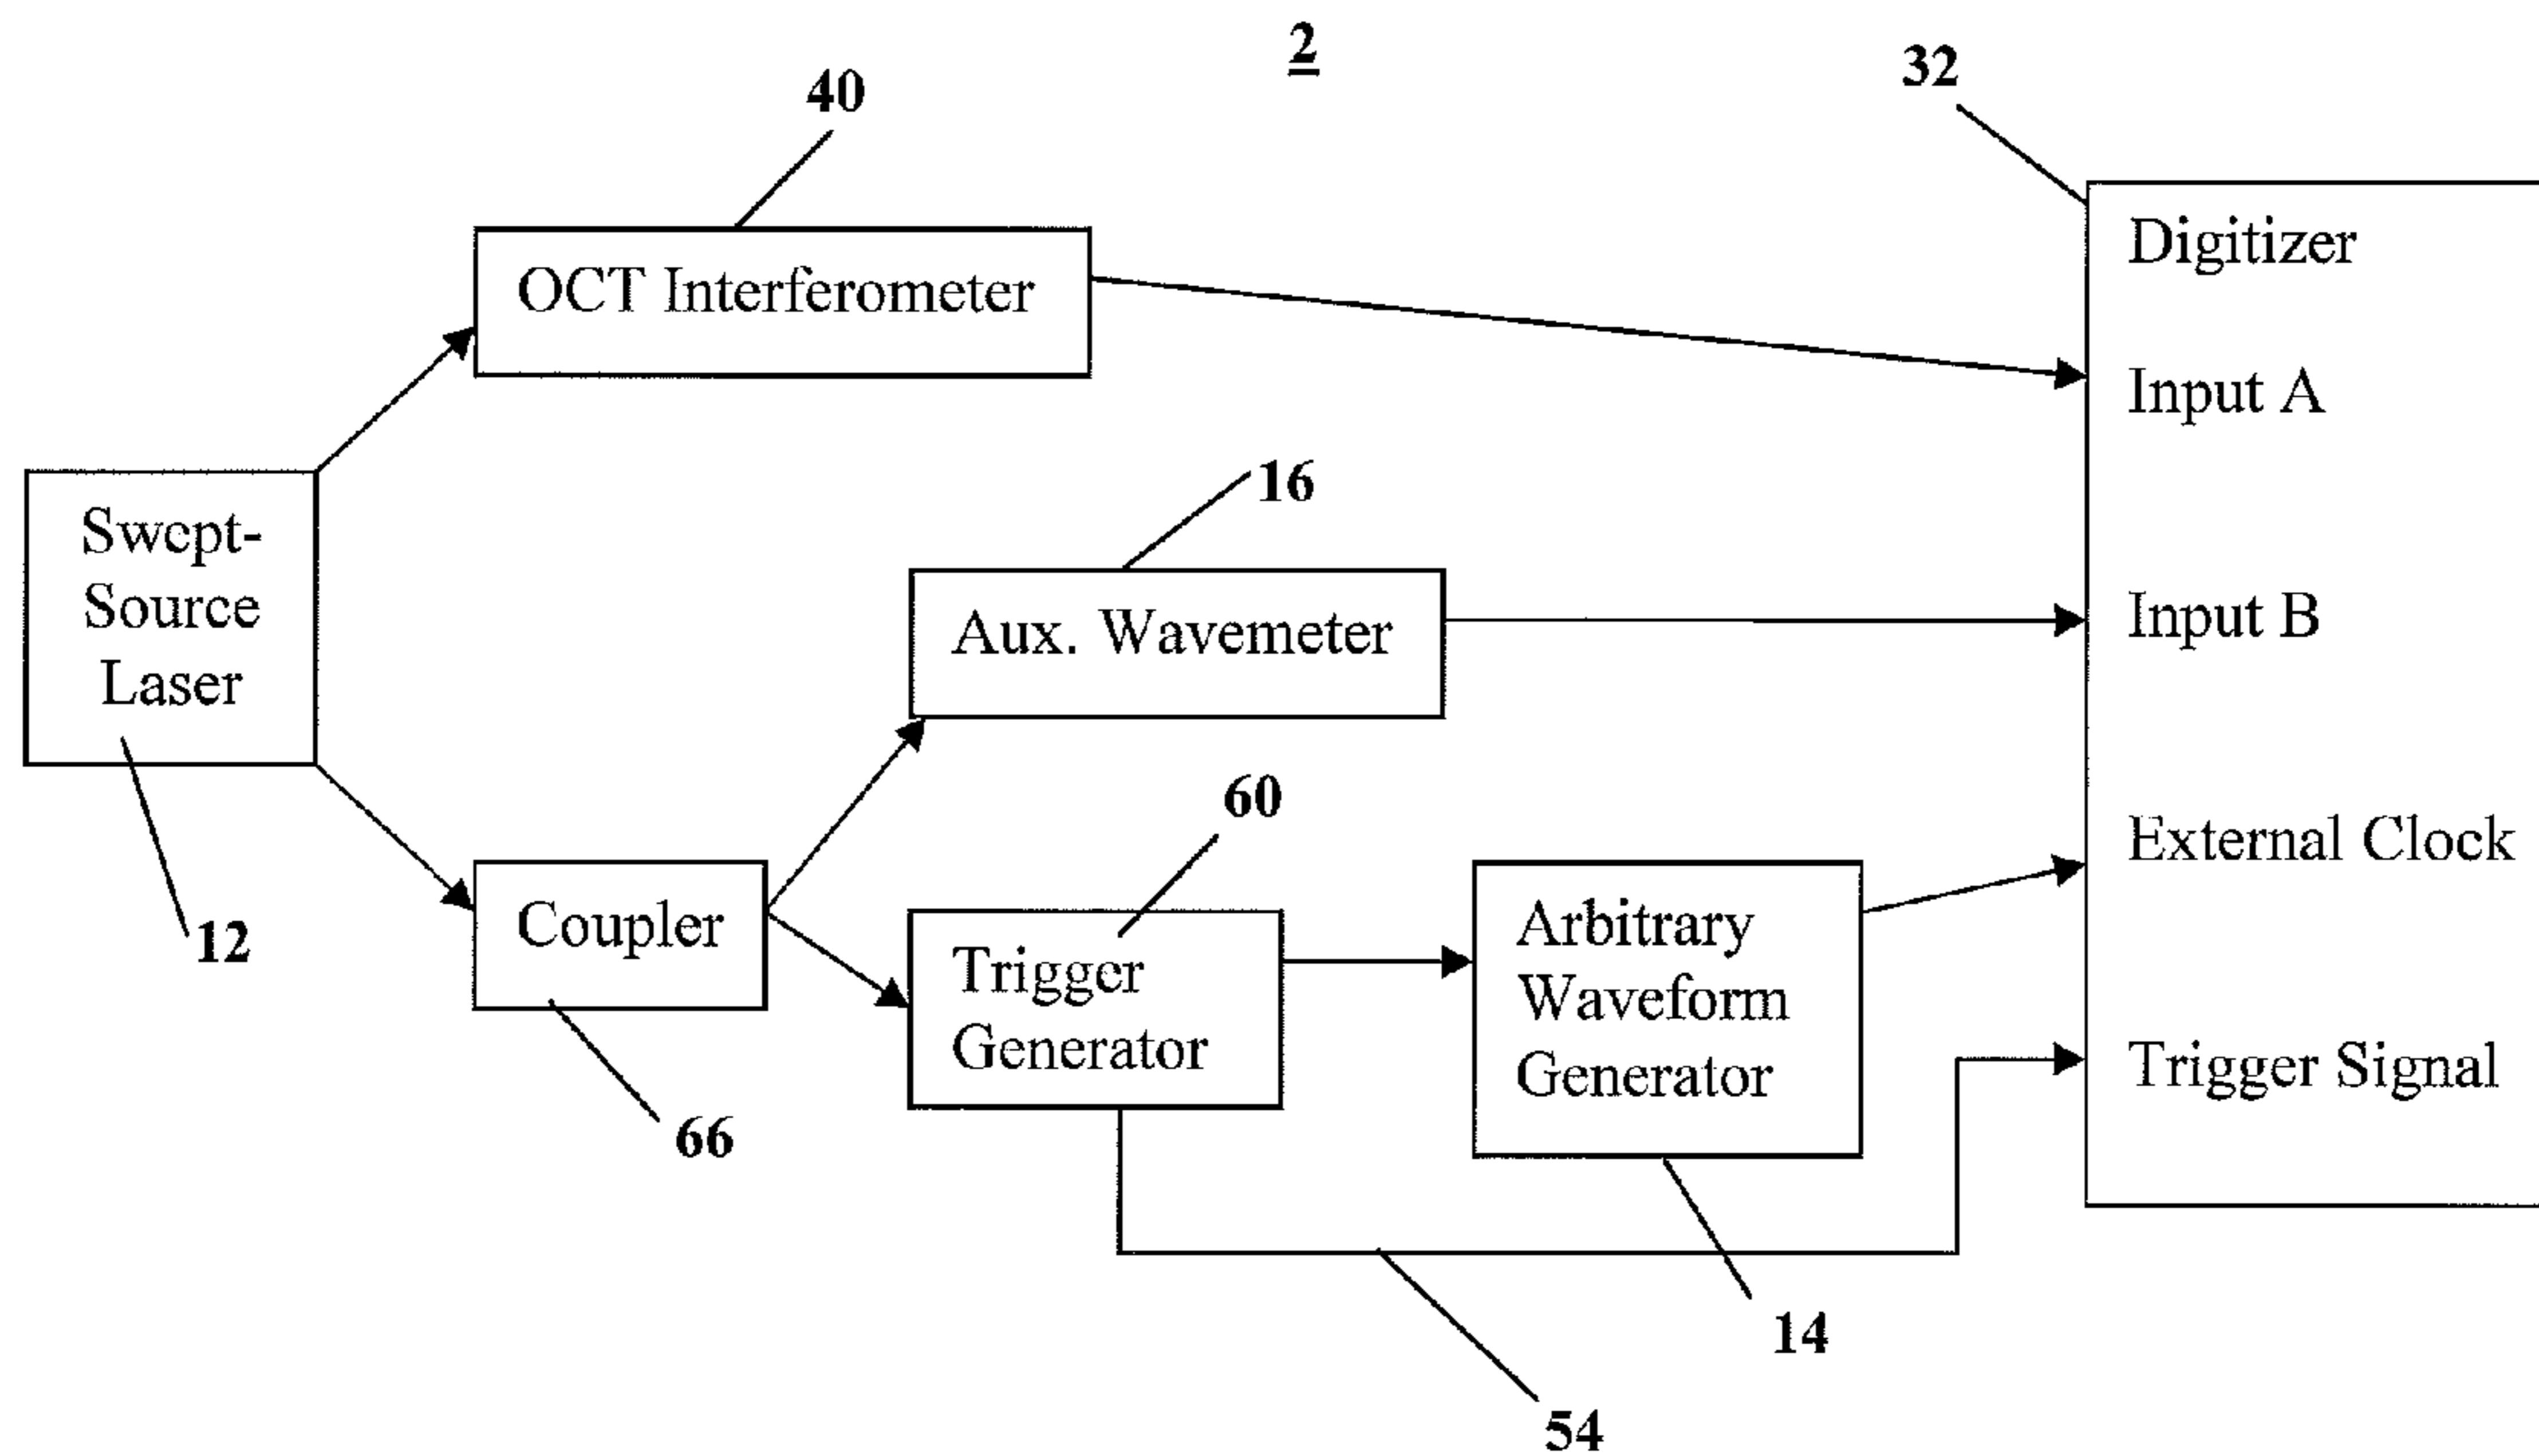 2
40
32
OCT Interferometer
Digitizer
Input A
16
Swept-
Source
Laser
Aux. Wavemeter
Input B
60
External Clock
12
Coupler
Trigger
Generator
Arbitrary
Waveform
Generator
Trigger Signal
66
14
54